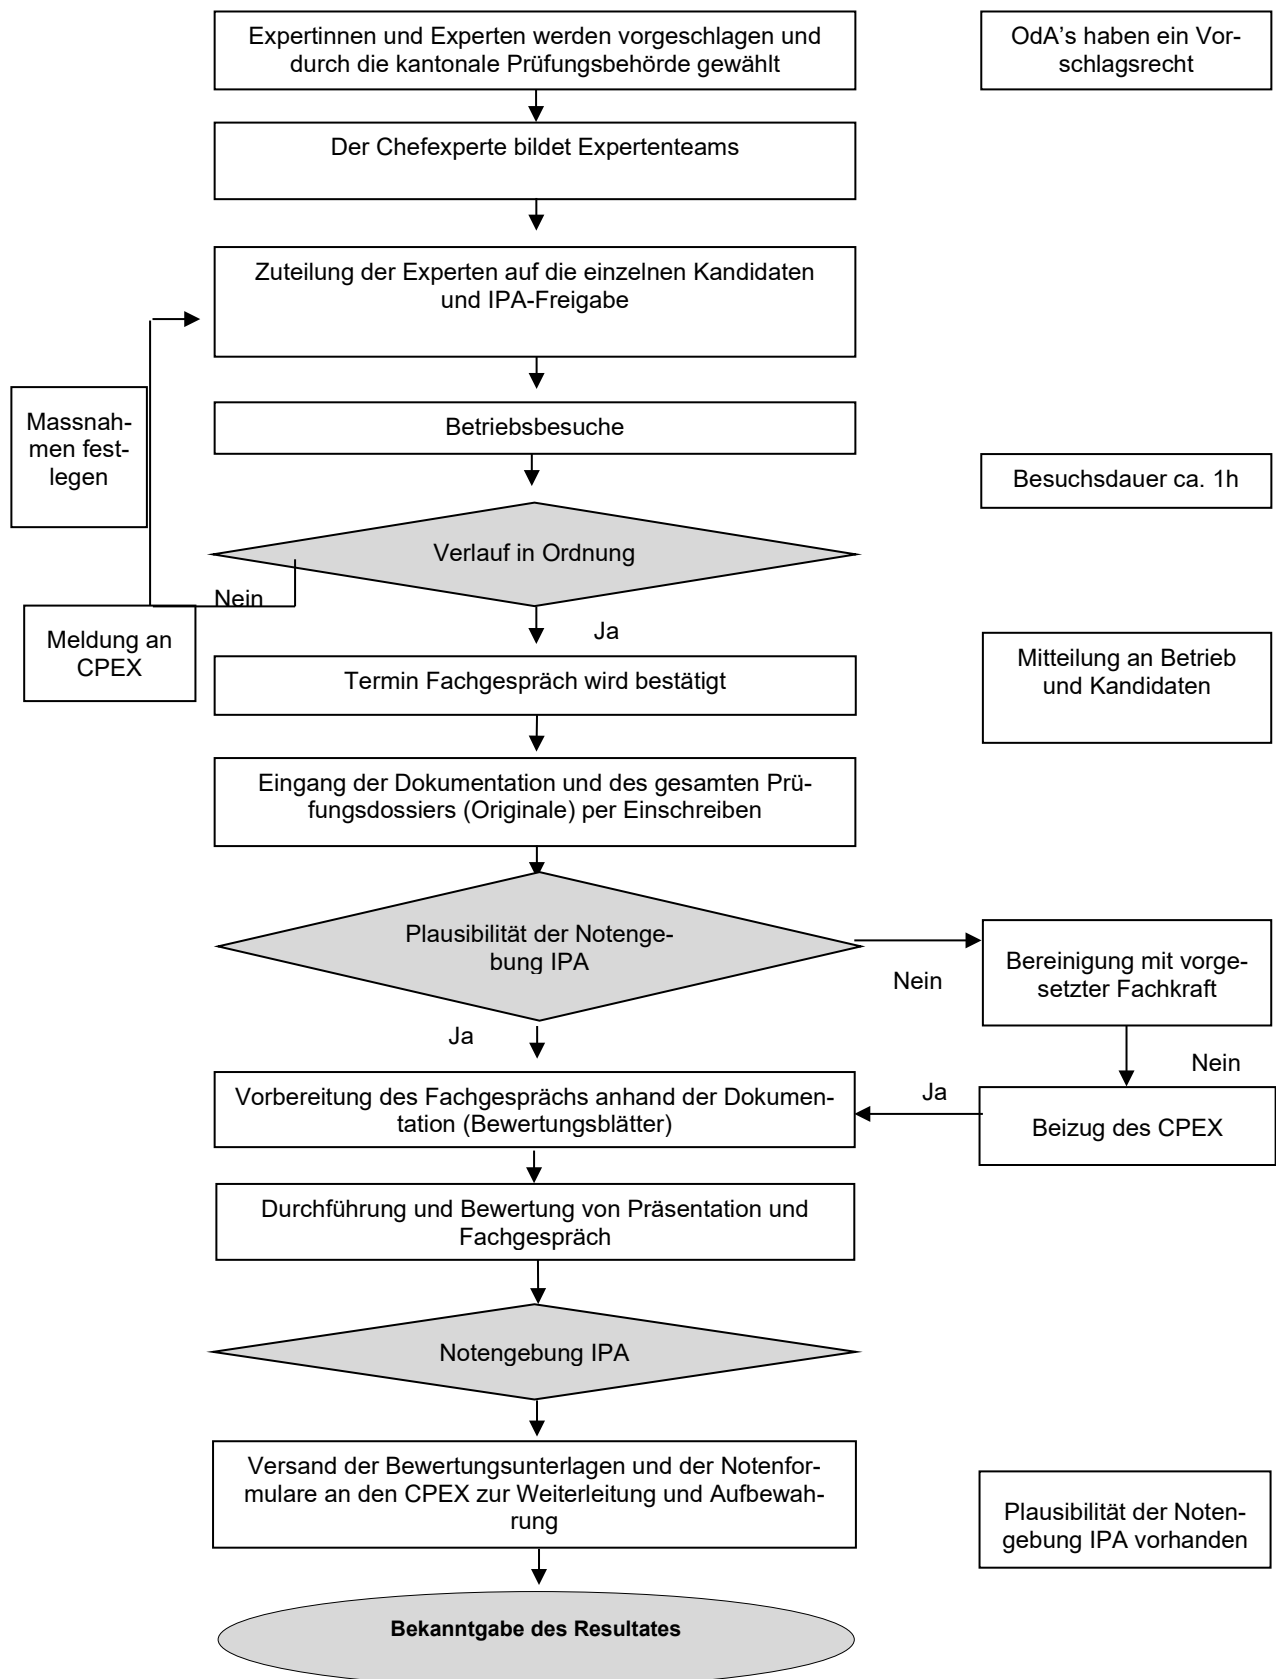 Expertinnen und Experten werden vorgeschlagen und
durch die kantonale Prüfungsbehörde gewählt
OdA's haben ein Vor-
schlagsrecht
Der Chefexperte bildet Expertenteams
Zuteilung der Experten auf die einzelnen Kandidaten
und IPA-Freigabe
Massnah-
men fest-
legen
Betriebsbesuche
Besuchsdauer ca. 1h
Verlauf in Ordnung
Nein
Ja
Meldung an
CPEX
Mitteilung an Betrieb
und Kandidaten
Termin Fachgespräch wird bestätigt
Eingang der Dokumentation und des gesamten Prü-
fungsdossiers (Originale) per Einschreiben
Plausibilität der Notenge-
bung IPA
Nein
Bereinigung mit vorge-
setzter Fachkraft
Ja
Nein
Vorbereitung des Fachgesprächs anhand der Dokumen-
tation (Bewertungsblätter)
Ja
Beizug des CPEX
Durchführung und Bewertung von Präsentation und
Fachgespräch
Notengebung IPA
Versand der Bewertungsunterlagen und der Notenfor-
mulare an den CPEX zur Weiterleitung und Aufbewah-
rung
Plausibilität der Noten-
gebung IPA vorhanden
Bekanntgabe des Resultates